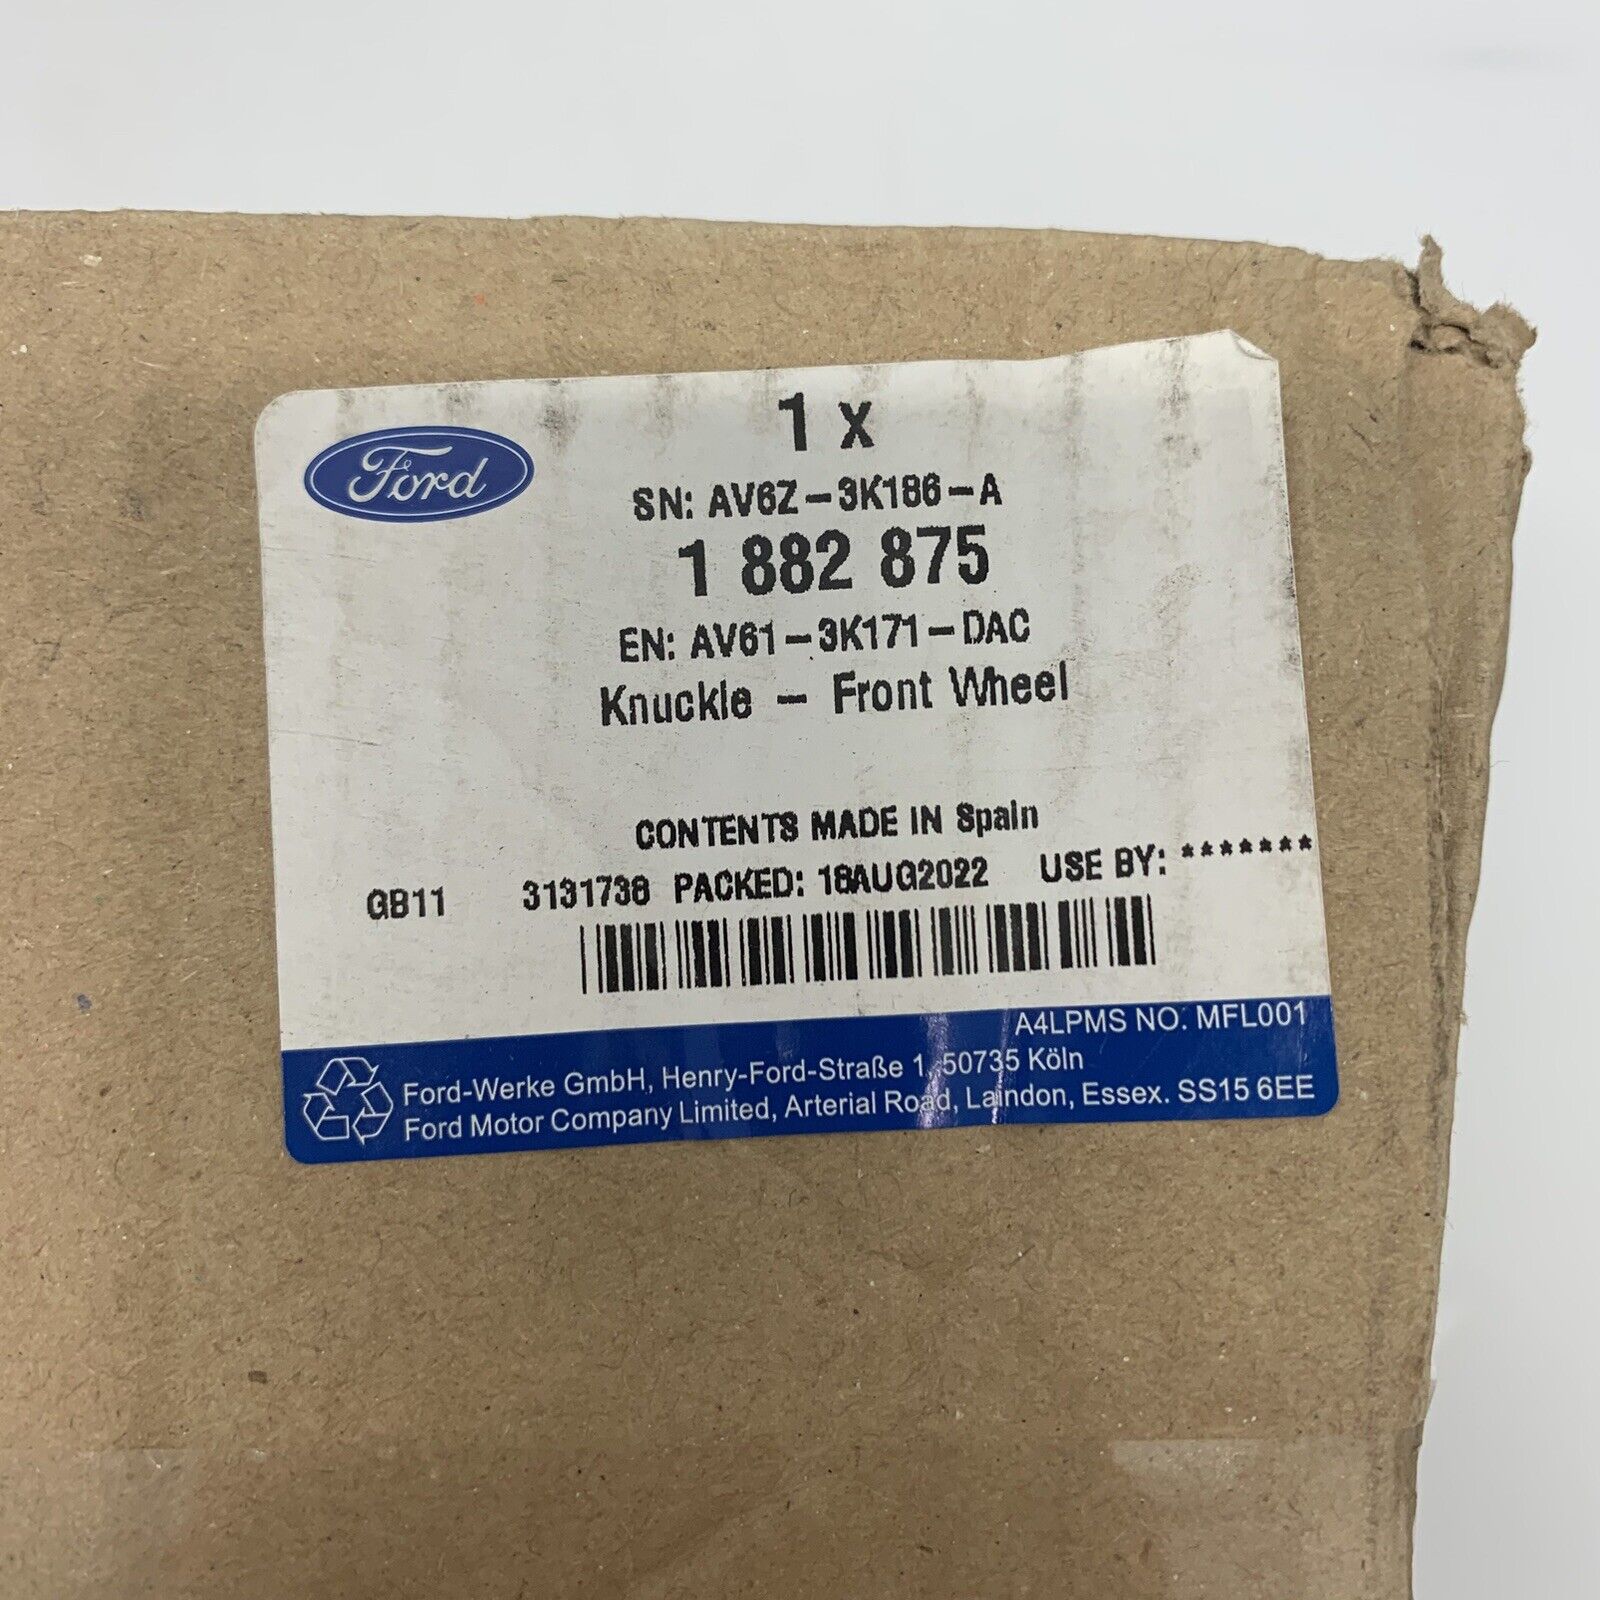 1 x
Ford
SN: AV6Z-3K186-A
1 882 875
EN: AV61-3K171-DAC
Knuckle - Front Wheel
CONTENTS MADE IN Spain
GB11 3131738 PACKED: 18AUG2022 USE BY: *******
A4LPMS NO. MFL001
Ford-Werke GmbH, Henry-Ford-Straße 1, 50735 Köln
Ford Motor Company Limited, Arterial Road, Laindon, Essex. SS15 6EE